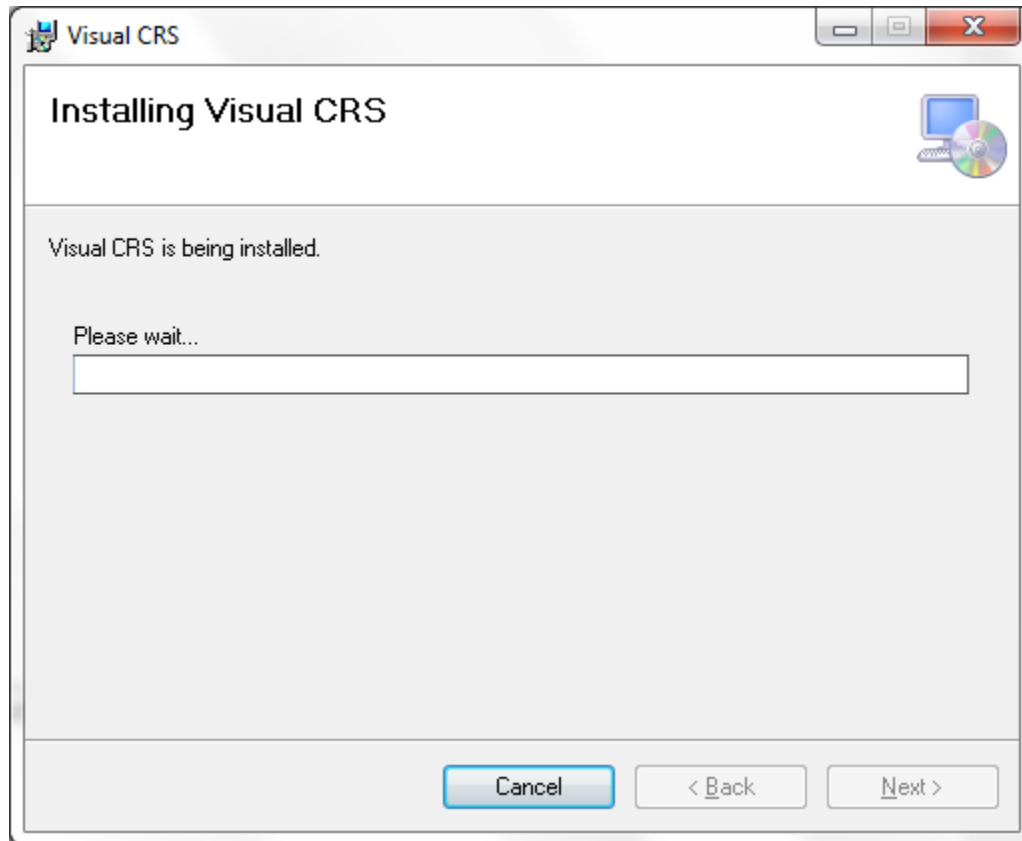 Visual CRS
Installing Visual CRS
Visual CRS is being installed.
Please wait...
Cancel
< Back
Next >